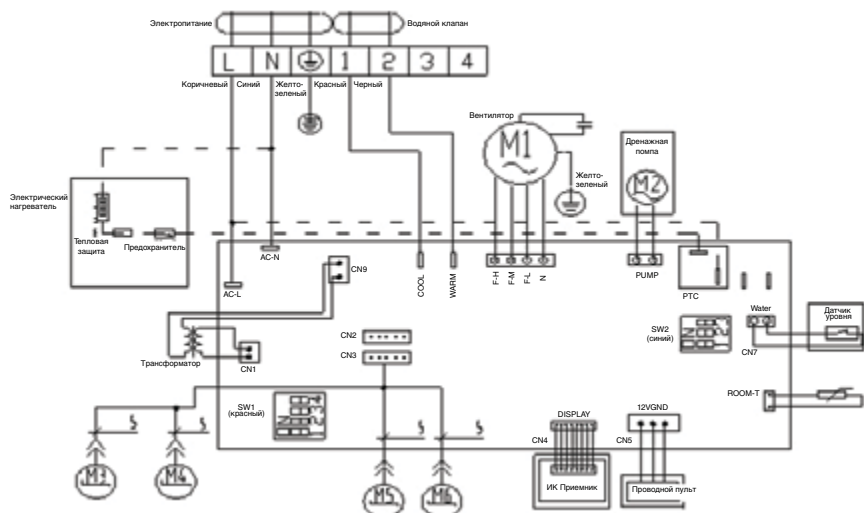 Электропитание
Водяной клапан
L N 1 2 3 4
Коричневый Синий Желто-зеленый Красный Черный
Вентилятор
M1
Желто-зеленый
Дренажная помпа
M2
Электрический нагреватель
Тепловая защита
Предохранитель
AC-N
AC-L
CN9
COOL
WARM
F-H
F-M
F-L
N
PUMP
PTC
Water
Датчик уровня
SW2 (синий)
CN7
Трансформатор
CN1
CN2
CN3
SW1 (красный)
ROOM-T
DISPLAY
12VGND
CN4
CN5
ИК Приемник
Проводной пульт
M3
M4
M5
M6